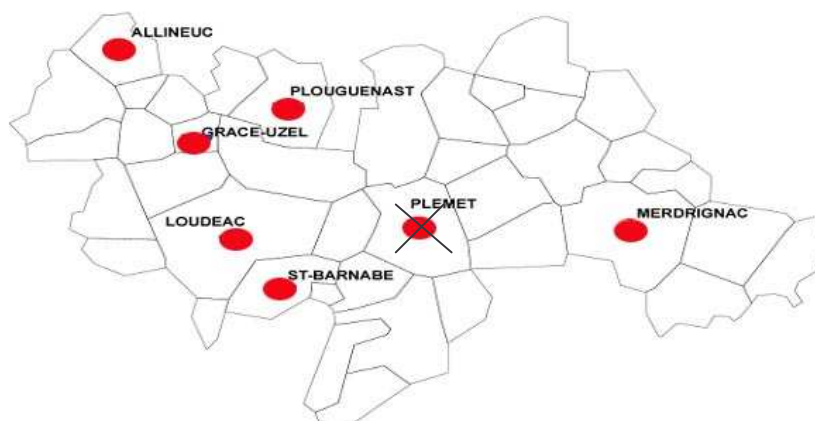 ALLINEUC
PLOUGUENAST
GRACE-UZEL
PLEMET
LOUDEAC
MERDRIGNAC
ST-BARNABE